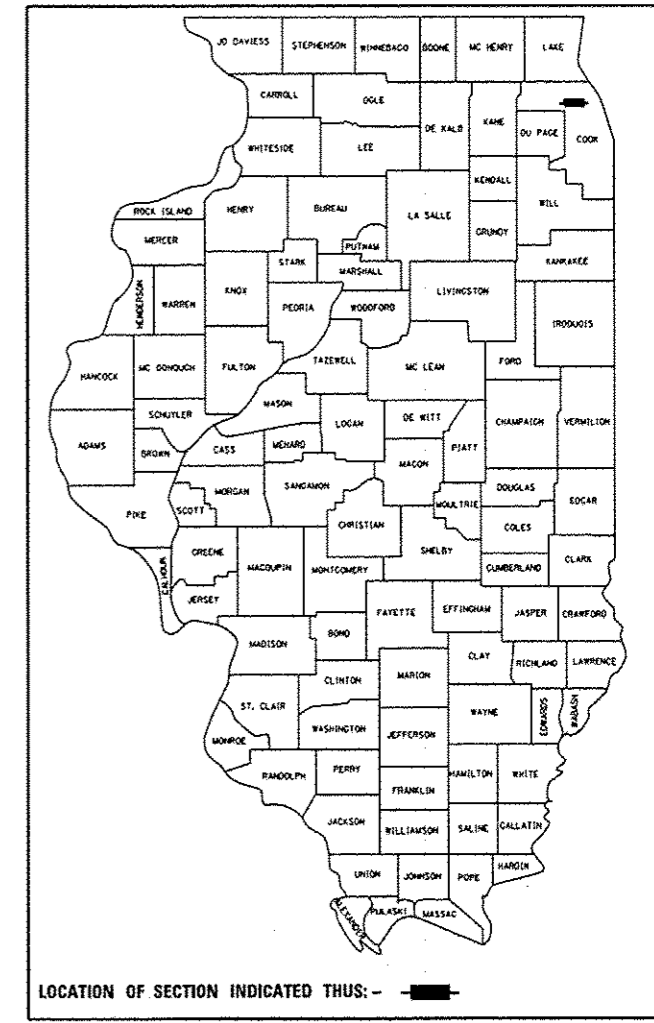 JO DAVIESS STEPHENSON WINNEBAGO BOONE MC HENRY LAKE
CARROLL OGLE DE KALB KANE DU PAGE COOK
WHITESIDE LEE
KENDALL WILL
ROCK ISLAND HENRY BUREAU LA SALLE GRUNDY
MERCER PUTNAM KANKAKEE
STARK MARSHALL LIVINGSTON
HENDERSON WARREN KNOX PEORIA WOODFORD IROQUOIS
HANCOCK MC DONOUGH FULTON TAZEWELL MC LEAN FORD
SCHUYLER MASON LOGAN DE WITT CHAMPAIGN VERMILION
ADAMS BROWN CASS MENARD MACON PIATT
PIKE SCOTT MORGAN SANGAMON MOULTRIE DOUGLAS EDGAR
CHRISTIAN COLES
CALHOUN GREENE MACOUPIN MONTGOMERY SHELBY CUMBERLAND CLARK
JERSEY FAYETTE EFFINGHAM JASPER CRAWFORD
MADISON BOND
CLAY RICHLAND LAWRENCE
CLINTON MARION
ST. CLAIR WAYNE EDWARDS WABASH
MONROE WASHINGTON JEFFERSON
RANDOLPH PERRY HAMILTON WHITE
FRANKLIN
JACKSON WILLIAMSON SALINE GALLATIN
UNION JOHNSON POPE HARDIN
ALEXANDER PULASKI MASSAC
LOCATION OF SECTION INDICATED THUS: -